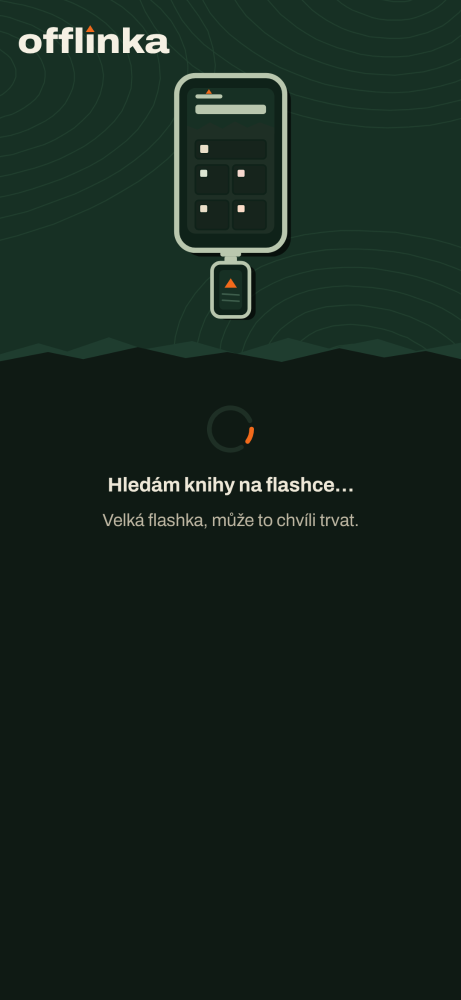 offlinka
Hledám knihy na flashce…
Velká flashka, může to chvíli trvat.